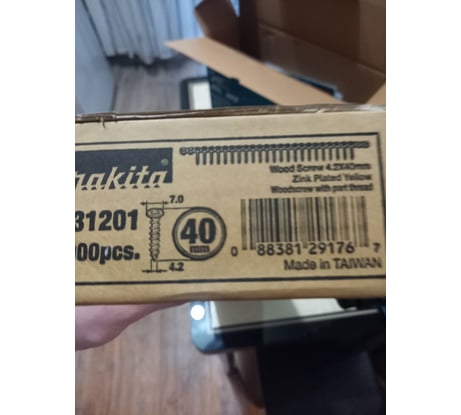 makita
Wood Screw 4.2X40mm
Zink Plated Yellow
Woodscrew with part thread
31201
7.0
40
00pcs.
4.2
0 88381 29176 7
Made in TAIWAN